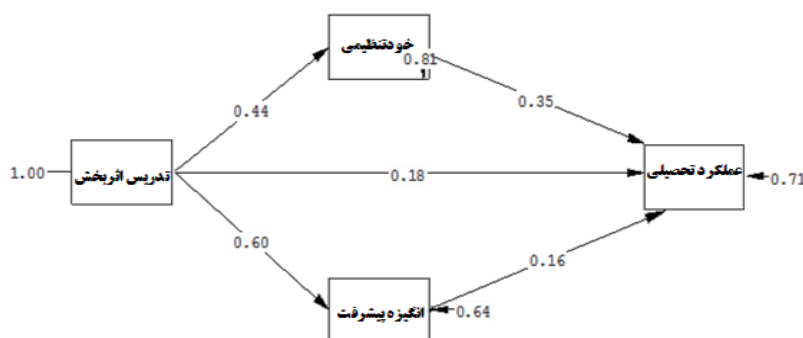 خودتنظیمی
0.81
0.44
0.35
1.00
تدریس اثربخش
0.18
عملکرد تحصیلی
0.71
0.60
0.16
انگیزه پیشرفت
0.64